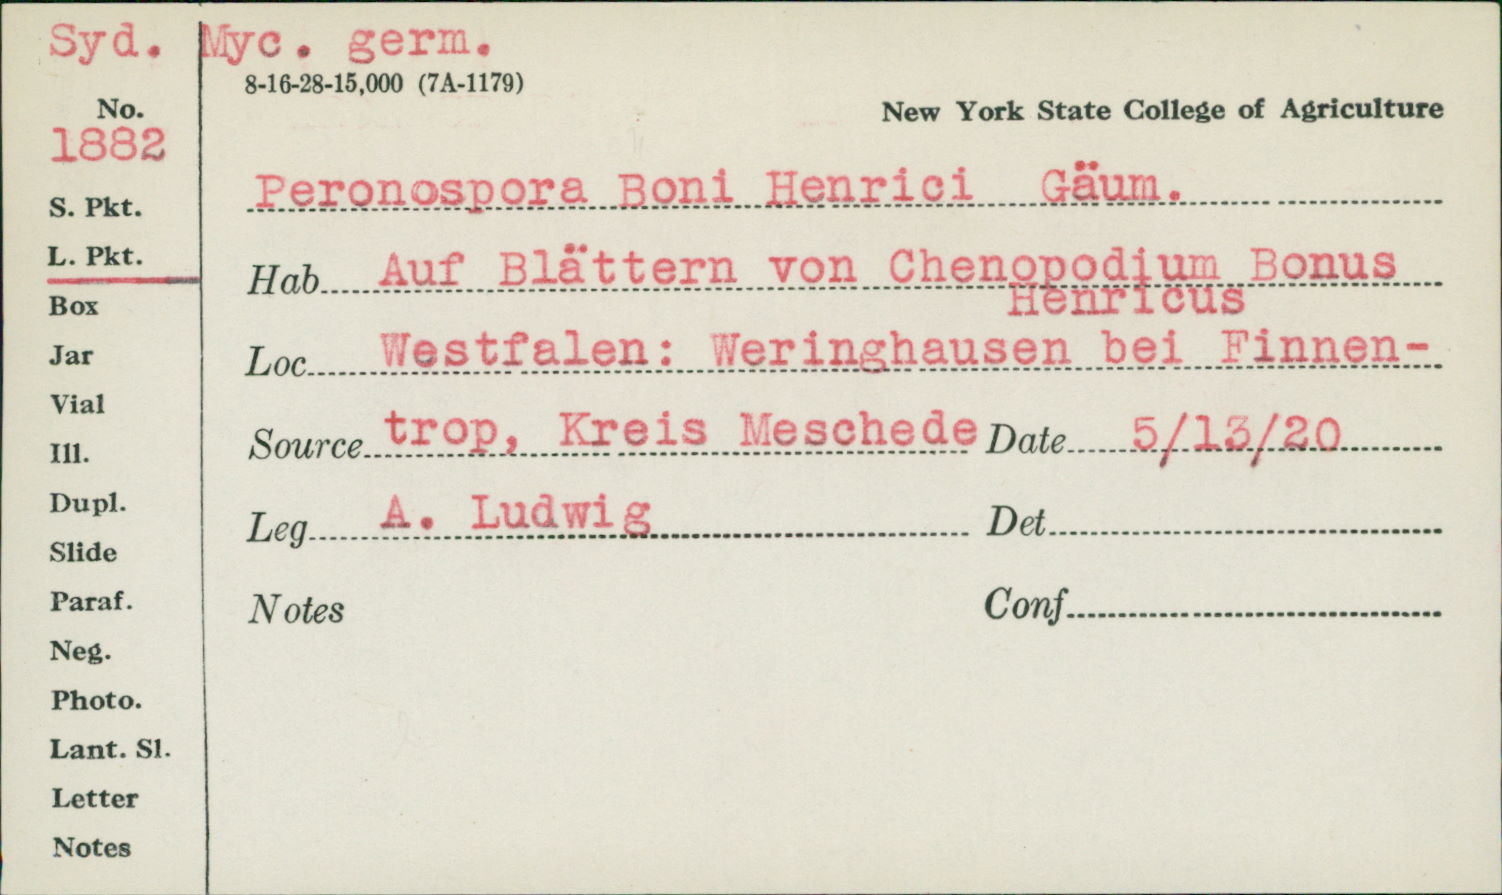 Syd. Myc. germ.
8-16-28-15,000 (7A-1179)
No.
1882
New York State College of Agriculture
S. Pkt.
L. Pkt.
Box
Jar
Vial
Ill.
Dupl.
Slide
Paraf.
Neg.
Photo.
Lant. Sl.
Letter
Notes
Peronospora Boni Henrici Gäum.
Hab. Auf Blättern von Chenopodium Bonus
Henricus
Loc. Westfalen: Weringhausen bei Finnen-
Source trop, Kreis Meschede Date 5/13/20
Leg. A. Ludwig Det.
Notes Conf.